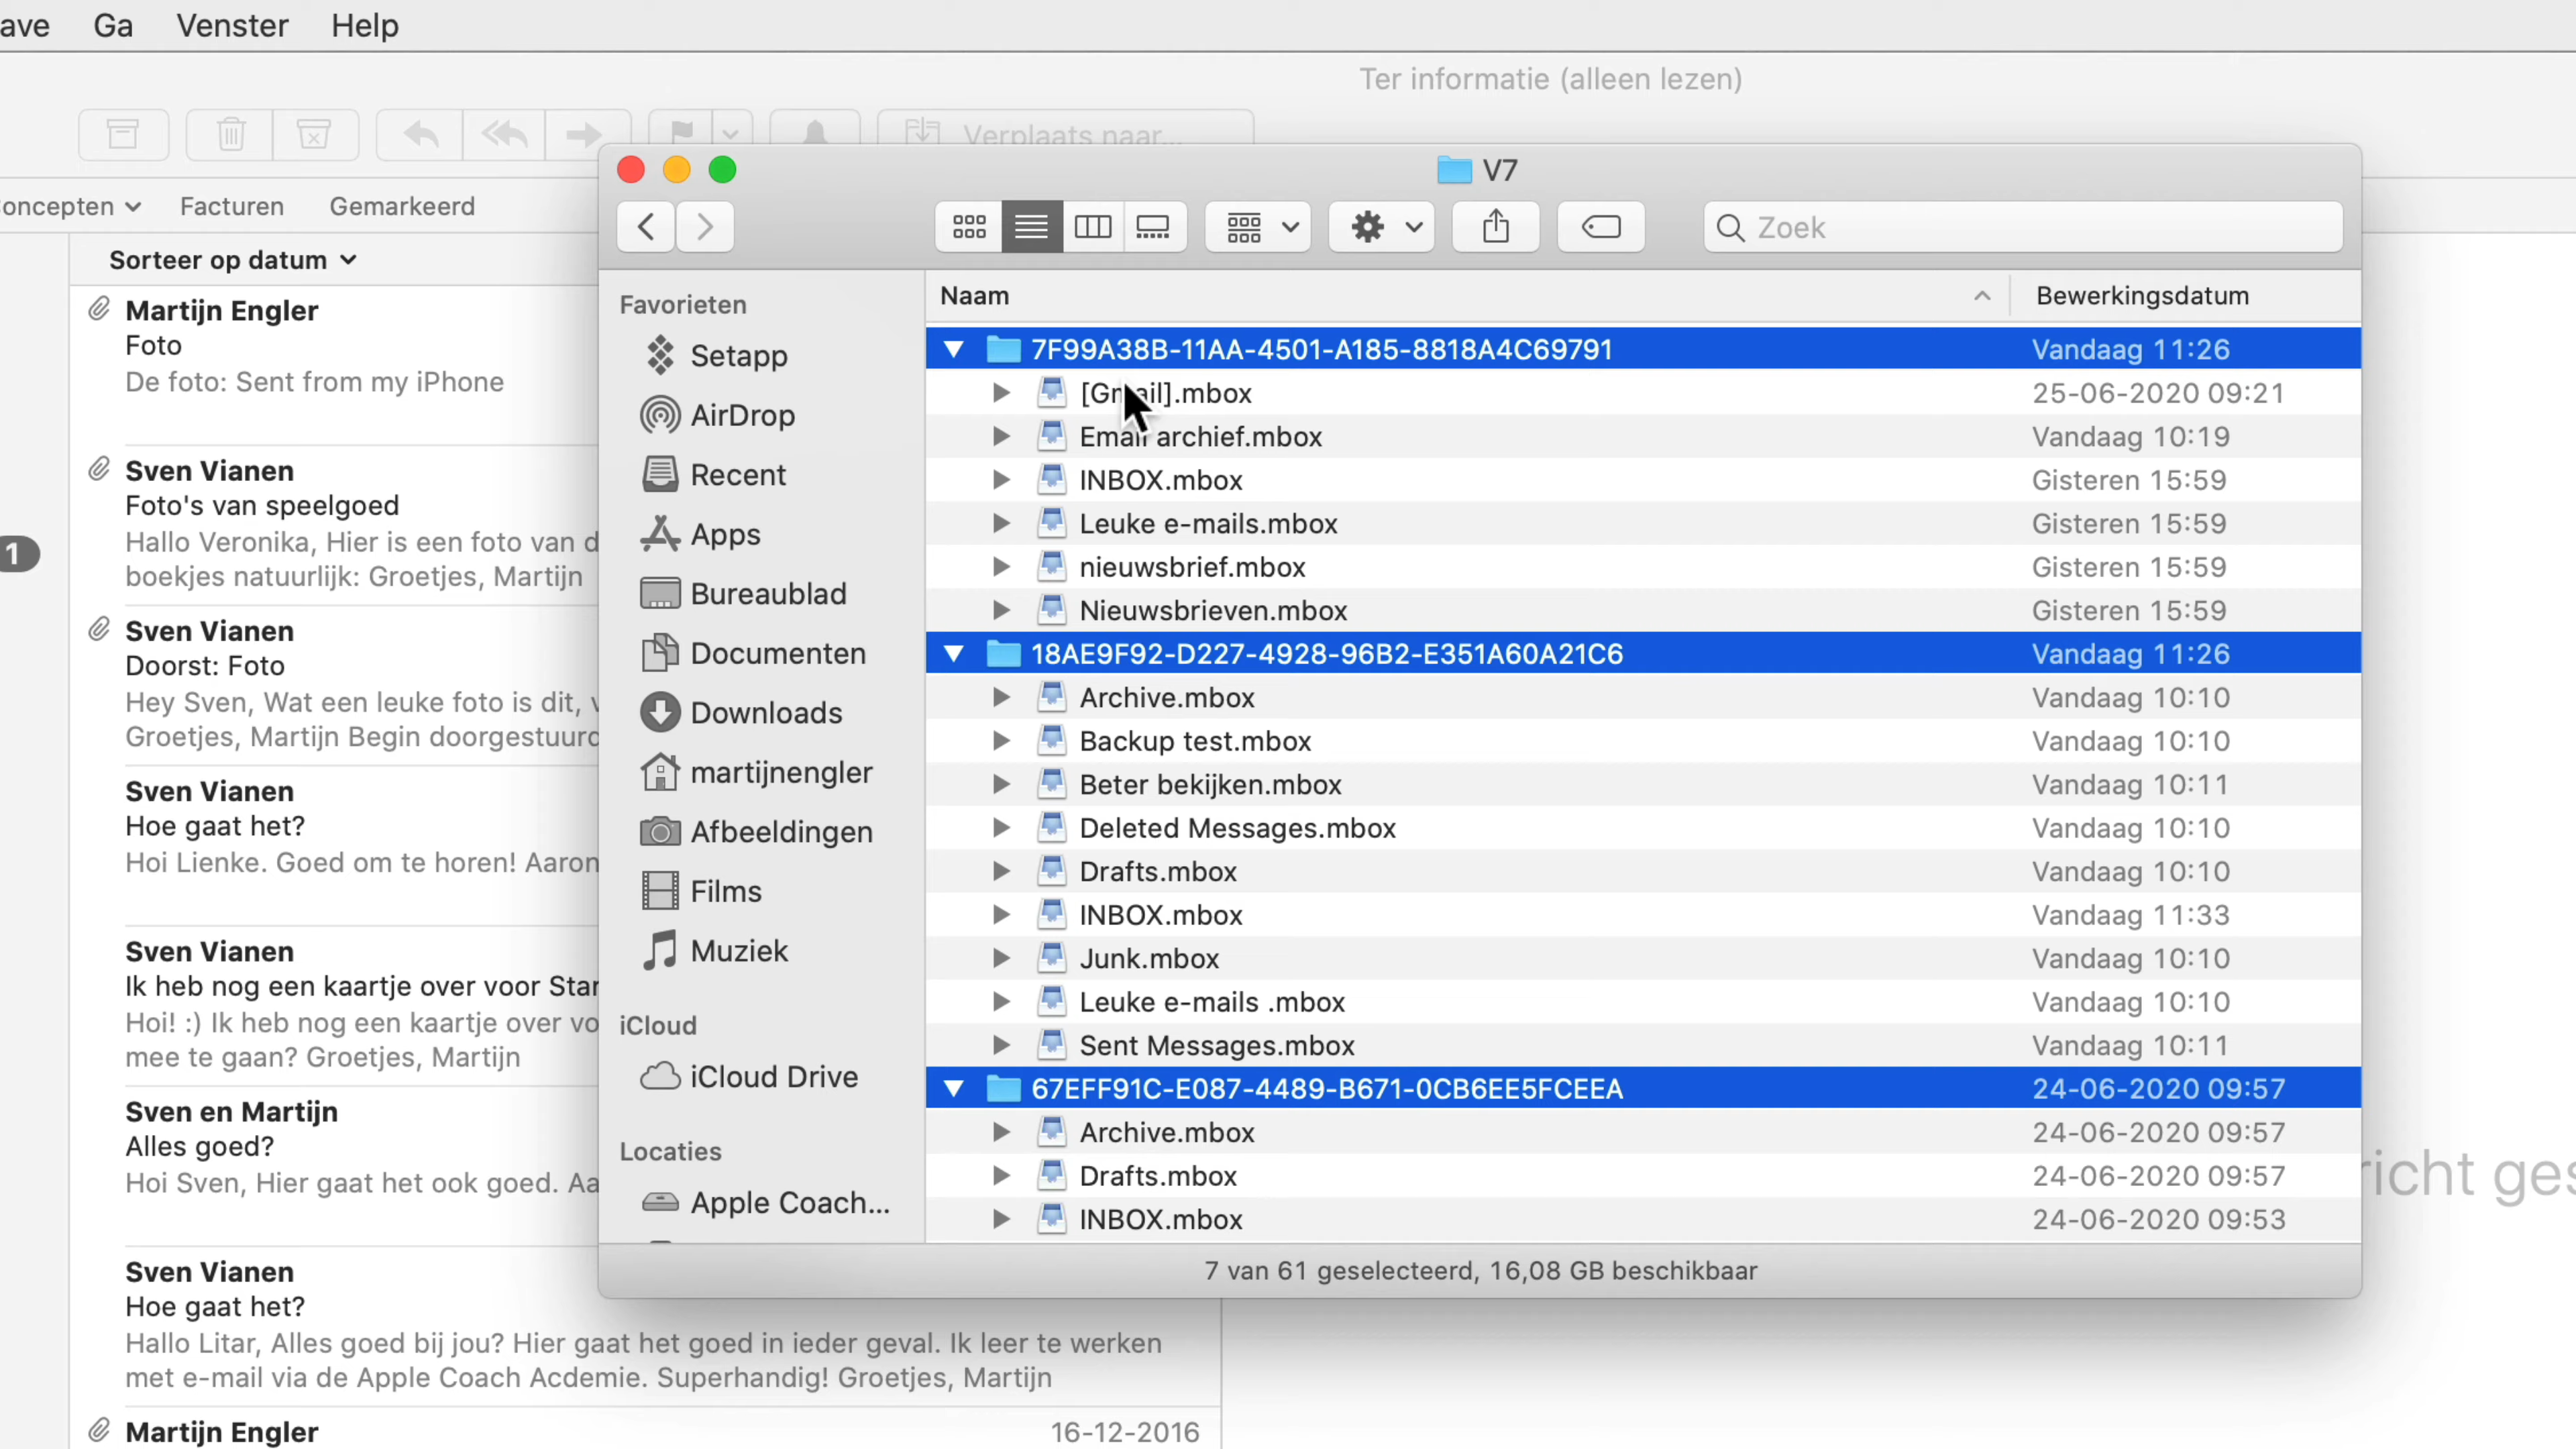 ave Ga Venster Help
Ter informatie (alleen lezen)
Verplaats naar...
oncepten Facturen Gemarkeerd
Sorteer op datum
Martijn Engler
Foto
De foto: Sent from my iPhone
Sven Vianen
Foto's van speelgoed
Hallo Veronika, Hier is een foto van d
boekjes natuurlijk: Groetjes, Martijn
1
Sven Vianen
Doorst: Foto
Hey Sven, Wat een leuke foto is dit, v
Groetjes, Martijn Begin doorgestuurd
Sven Vianen
Hoe gaat het?
Hoi Lienke. Goed om te horen! Aaron
Sven Vianen
Ik heb nog een kaartje over voor Star
Hoi! :) Ik heb nog een kaartje over vo
mee te gaan? Groetjes, Martijn
Sven en Martijn
Alles goed?
Hoi Sven, Hier gaat het ook goed. Aa
Sven Vianen
Hoe gaat het?
Hallo Litar, Alles goed bij jou? Hier gaat het goed in ieder geval. Ik leer te werken
met e-mail via de Apple Coach Acdemie. Superhandig! Groetjes, Martijn
Martijn Engler 16-12-2016
V7
Zoek
Favorieten
Setapp
AirDrop
Recent
Apps
Bureaublad
Documenten
Downloads
martijnengler
Afbeeldingen
Films
Muziek
iCloud
iCloud Drive
Locaties
Apple Coach...
Naam Bewerkingsdatum
7F99A38B-11AA-4501-A185-8818A4C69791 Vandaag 11:26
[Gmail].mbox 25-06-2020 09:21
Email archief.mbox Vandaag 10:19
INBOX.mbox Gisteren 15:59
Leuke e-mails.mbox Gisteren 15:59
nieuwsbrief.mbox Gisteren 15:59
Nieuwsbrieven.mbox Gisteren 15:59
18AE9F92-D227-4928-96B2-E351A60A21C6 Vandaag 11:26
Archive.mbox Vandaag 10:10
Backup test.mbox Vandaag 10:10
Beter bekijken.mbox Vandaag 10:11
Deleted Messages.mbox Vandaag 10:10
Drafts.mbox Vandaag 10:10
INBOX.mbox Vandaag 11:33
Junk.mbox Vandaag 10:10
Leuke e-mails .mbox Vandaag 10:10
Sent Messages.mbox Vandaag 10:11
67EFF91C-E087-4489-B671-0CB6EE5FCEEA 24-06-2020 09:57
Archive.mbox 24-06-2020 09:57
Drafts.mbox 24-06-2020 09:57
INBOX.mbox 24-06-2020 09:53
7 van 61 geselecteerd, 16,08 GB beschikbaar
richt ges